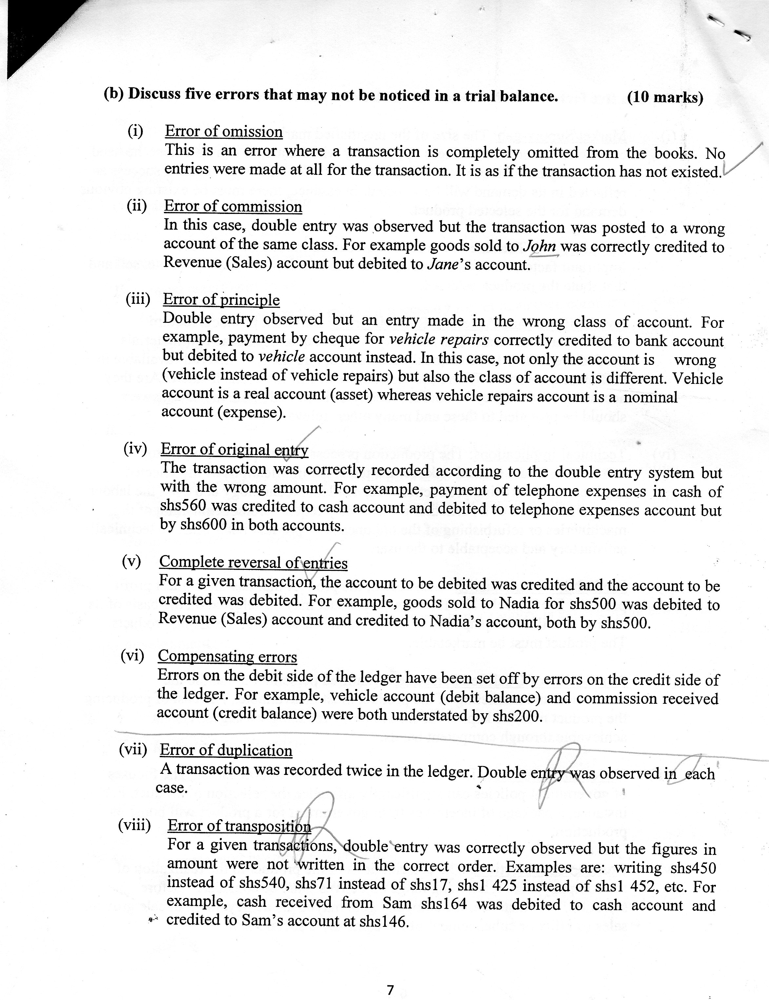 (b) Discuss five errors that may not be noticed in a trial balance. (10 marks)
(i) Error of omission
This is an error where a transaction is completely omitted from the books. No
entries were made at all for the transaction. It is as if the transaction has not existed.
(ii) Error of commission
In this case, double entry was observed but the transaction was posted to a wrong
account of the same class. For example goods sold to John was correctly credited to
Revenue (Sales) account but debited to Jane's account.
(iii) Error of principle
Double entry observed but an entry made in the wrong class of account. For
example, payment by cheque for vehicle repairs correctly credited to bank account
but debited to vehicle account instead. In this case, not only the account is wrong
(vehicle instead of vehicle repairs) but also the class of account is different. Vehicle
account is a real account (asset) whereas vehicle repairs account is a nominal
account (expense).
(iv) Error of original entry
The transaction was correctly recorded according to the double entry system but
with the wrong amount. For example, payment of telephone expenses in cash of
shs560 was credited to cash account and debited to telephone expenses account but
by shs600 in both accounts.
(v) Complete reversal of entries
For a given transaction, the account to be debited was credited and the account to be
credited was debited. For example, goods sold to Nadia for shs500 was debited to
Revenue (Sales) account and credited to Nadia's account, both by shs500.
(vi) Compensating errors
Errors on the debit side of the ledger have been set off by errors on the credit side of
the ledger. For example, vehicle account (debit balance) and commission received
account (credit balance) were both understated by shs200.
(vii) Error of duplication
A transaction was recorded twice in the ledger. Double entry was observed in each
case.
(viii) Error of transposition
For a given transactions, double entry was correctly observed but the figures in
amount were not written in the correct order. Examples are: writing shs450
instead of shs540, shs71 instead of shs17, shs1 425 instead of shs1 452, etc. For
example, cash received from Sam shs164 was debited to cash account and
credited to Sam's account at shs146.
7